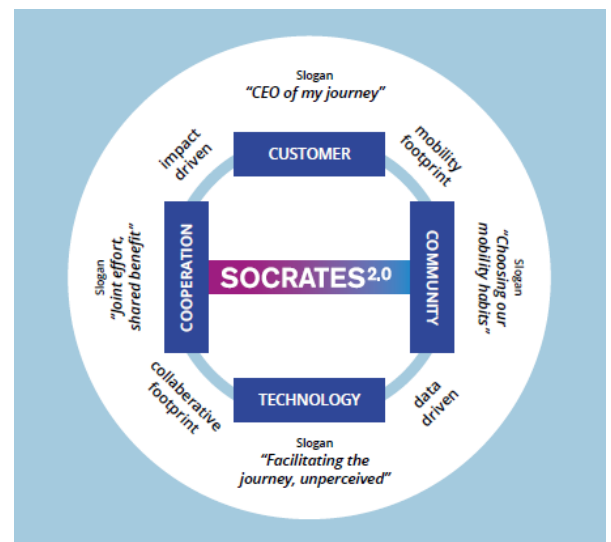 Slogan
“CEO of my journey”
impact
driven
CUSTOMER
mobility
footprint
Slogan
“Joint effort,
shared benefit”
COOPERATION
SOCRATES2.0
COMMUNITY
“Choosing our
mobility habits”
Slogan
collaborative
footprint
TECHNOLOGY
data
driven
Slogan
“Facilitating the
journey, unperceived”